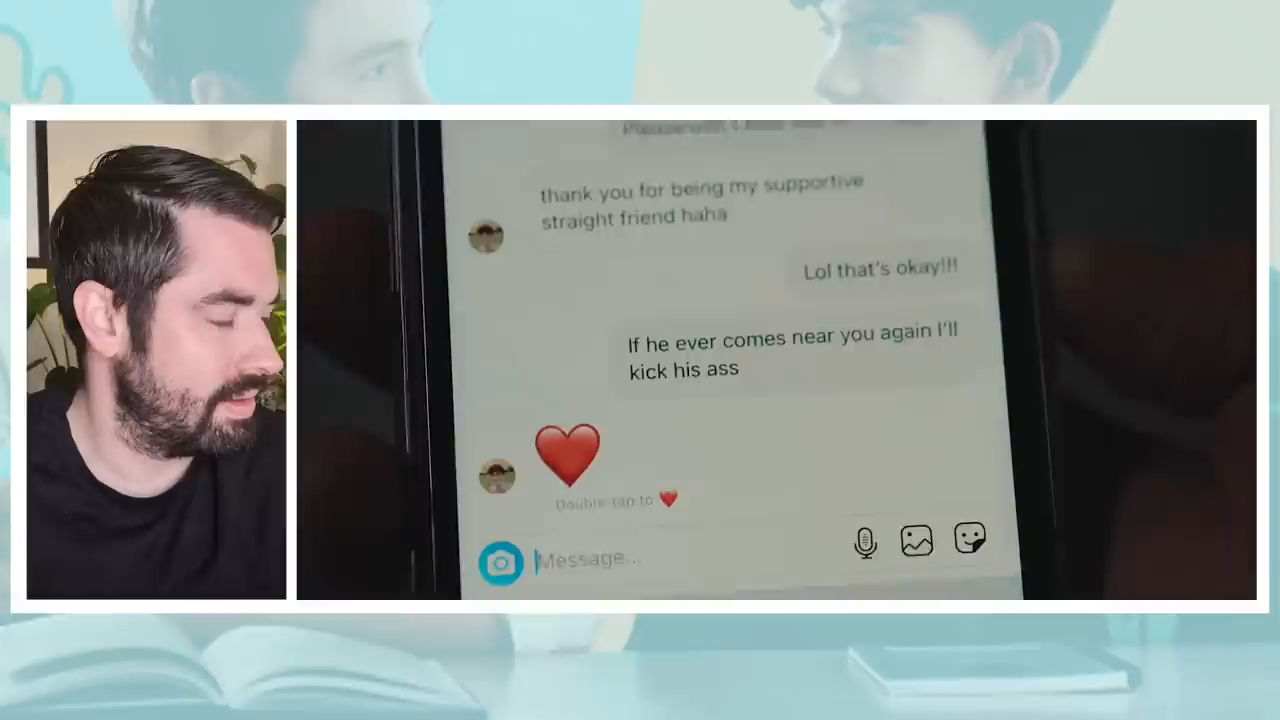 thank you for being my supportive
straight friend haha
Lol that's okay!!!
If he ever comes near you again I'll
kick his ass
Double tap to ❤️
Message...